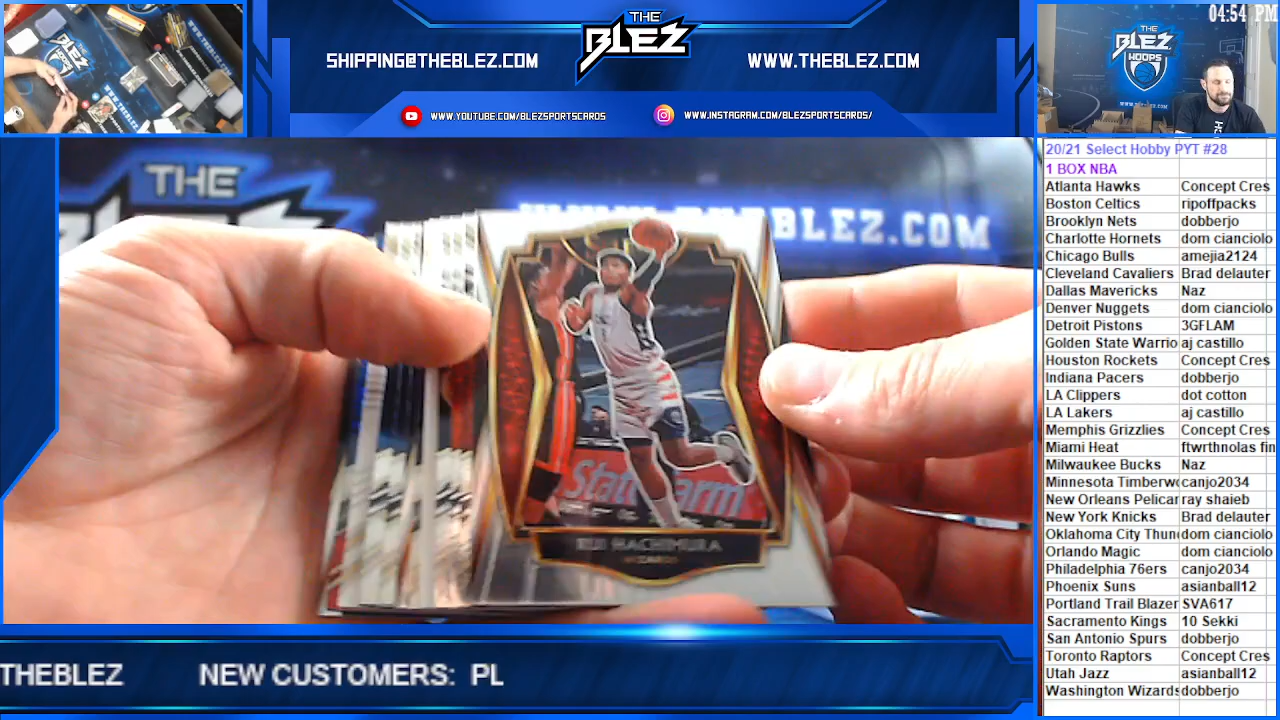 THE
BLEZ
SHIPPING@THEBLEZ.COM
WWW.THEBLEZ.COM
WWW.YOUTUBE.COM/BLEZSPORTSCARDS
WWW.INSTAGRAM.COM/BLEZSPORTSCARDS/
04:54 PM
THE
BLEZ
HOOPS
THE
BLEZ.COM
RUI HACHIMURA
State Farm
20/21 Select Hobby PYT #28
1 BOX NBA
Atlanta Hawks Concept Cres
Boston Celtics ripoffpacks
Brooklyn Nets dobberjo
Charlotte Hornets dom cianciolo
Chicago Bulls amejia2124
Cleveland Cavaliers Brad delauter
Dallas Mavericks Naz
Denver Nuggets dom cianciolo
Detroit Pistons 3GFLAM
Golden State Warrio aj castillo
Houston Rockets Concept Cres
Indiana Pacers dobberjo
LA Clippers dot cotton
LA Lakers aj castillo
Memphis Grizzlies Concept Cres
Miami Heat ftwrthnolas fin
Milwaukee Bucks Naz
Minnesota Timberw canjo2034
New Orleans Pelican ray shaieb
New York Knicks Brad delauter
Oklahoma City Thun dom cianciolo
Orlando Magic dom cianciolo
Philadelphia 76ers canjo2034
Phoenix Suns asianball12
Portland Trail Blazer SVA617
Sacramento Kings 10 Sekki
San Antonio Spurs dobberjo
Toronto Raptors Concept Cres
Utah Jazz asianball12
Washington Wizards dobberjo
THEBLEZ NEW CUSTOMERS: PL